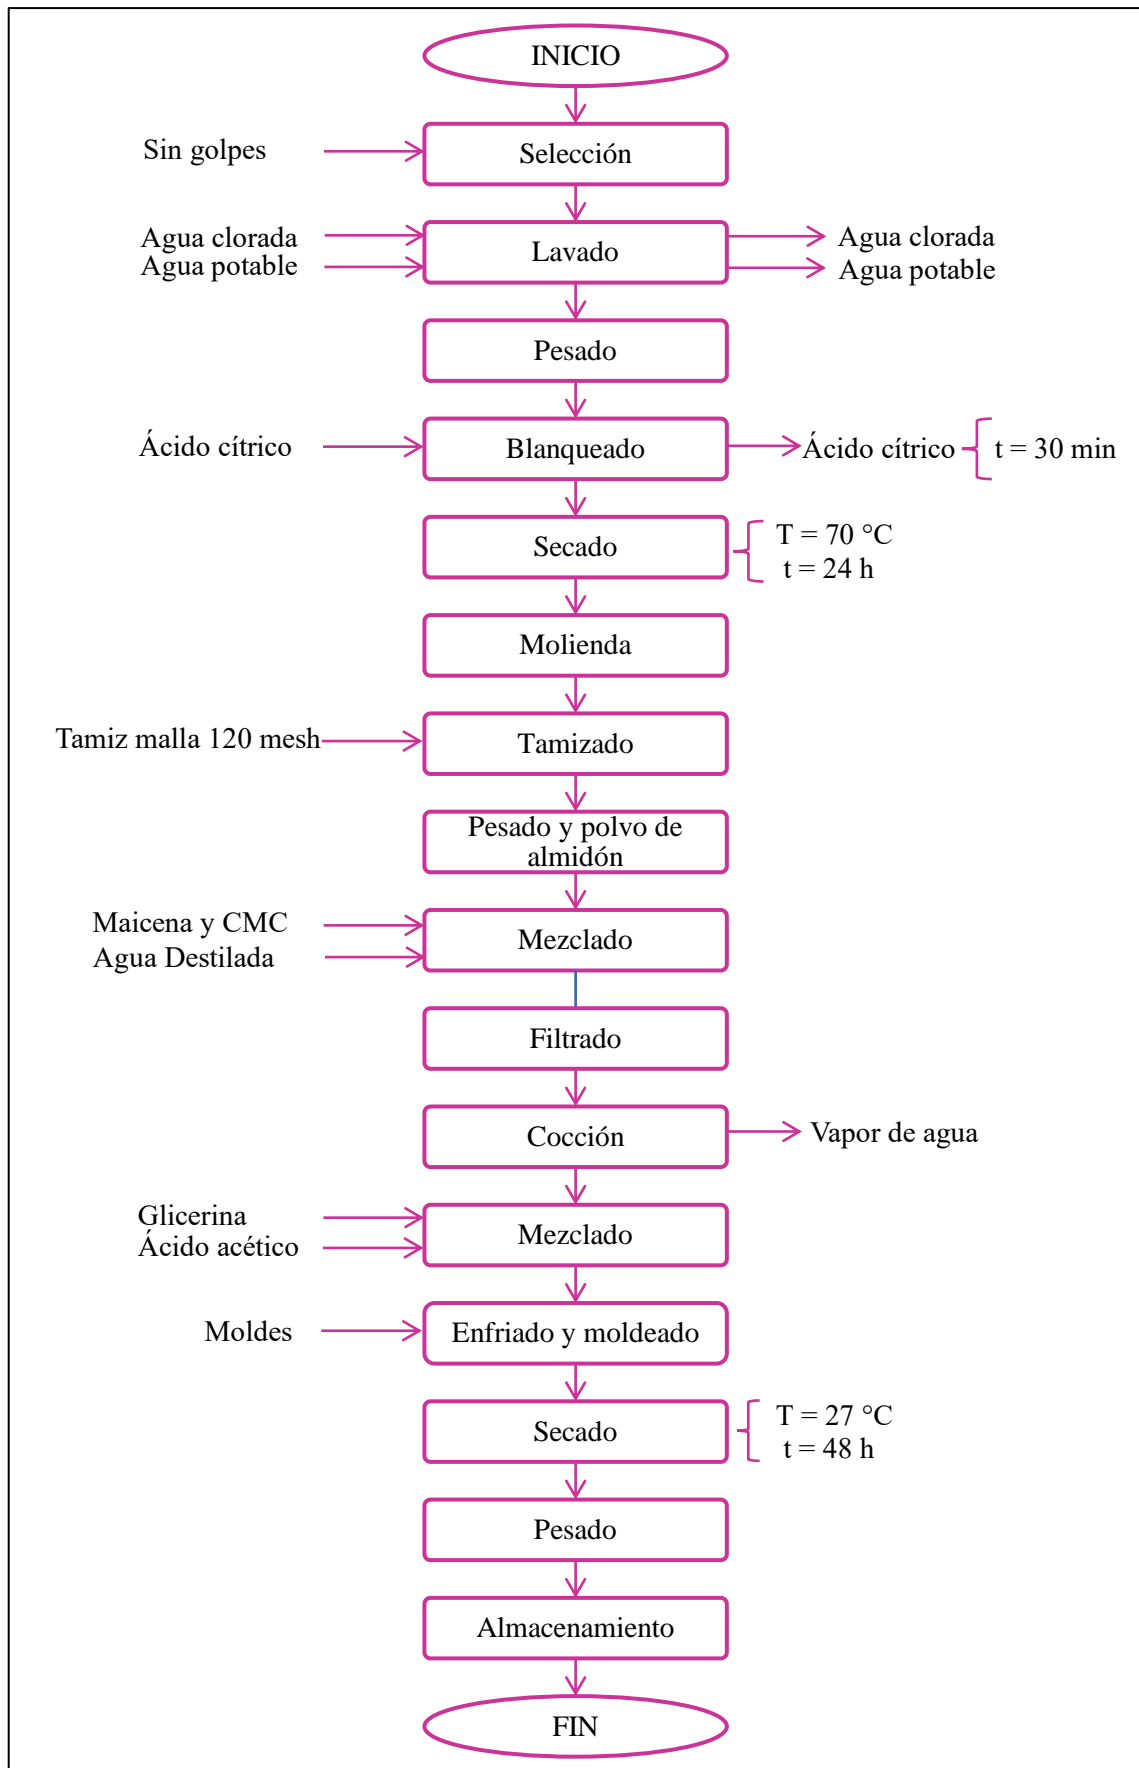 INICIO
Sin golpes
Selección
Agua clorada
Agua potable
Lavado
Agua clorada
Agua potable
Pesado
Ácido cítrico
Blanqueado
Ácido cítrico
t = 30 min
Secado
T = 70 °C
t = 24 h
Molienda
Tamiz malla 120 mesh
Tamizado
Pesado y polvo de
almidón
Maicena y CMC
Agua Destilada
Mezclado
Filtrado
Cocción
Vapor de agua
Glicerina
Ácido acético
Mezclado
Moldes
Enfriado y moldeado
Secado
T = 27 °C
t = 48 h
Pesado
Almacenamiento
FIN